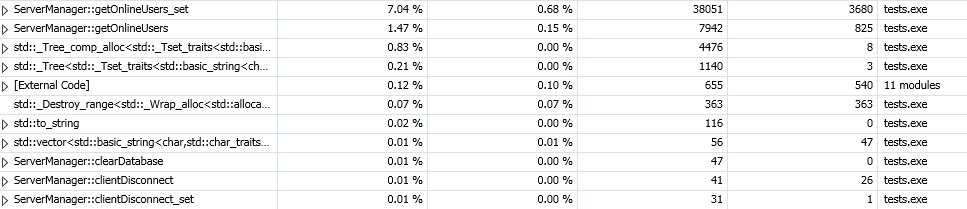 ServerManager::getOnlineUsers_set 7.04 % 0.68 % 38051 3680 tests.exe
ServerManager::getOnlineUsers 1.47 % 0.15 % 7942 825 tests.exe
std::_Tree_comp_alloc<std::_Tset_traits<std::basi... 0.83 % 0.00 % 4476 8 tests.exe
std::_Tree<std::_Tset_traits<std::basic_string<ch... 0.21 % 0.00 % 1140 3 tests.exe
[External Code] 0.12 % 0.10 % 655 540 11 modules
std::_Destroy_range<std::_Wrap_alloc<std::alloca... 0.07 % 0.07 % 363 363 tests.exe
std::to_string 0.02 % 0.00 % 116 0 tests.exe
std::vector<std::basic_string<char,std::char_traits... 0.01 % 0.01 % 56 47 tests.exe
ServerManager::clearDatabase 0.01 % 0.00 % 47 0 tests.exe
ServerManager::clientDisconnect 0.01 % 0.00 % 41 26 tests.exe
ServerManager::clientDisconnect_set 0.01 % 0.00 % 31 1 tests.exe